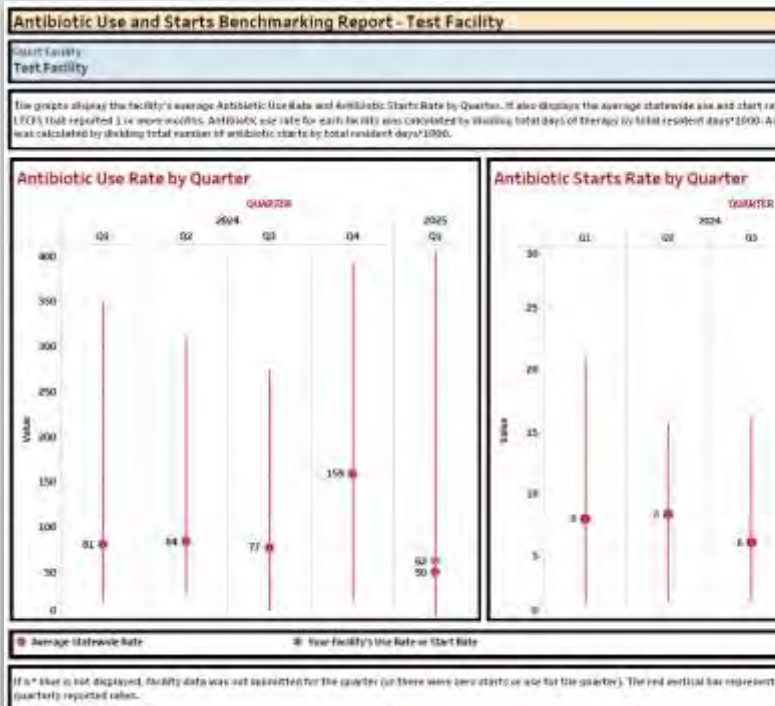 Antibiotic Use and Starts Benchmarking Report - Test Facility
Select Facility
Test Facility
The graphs display the facility's average Antibiotic Use Rate and Antibiotic Starts Rate by Quarter. It also displays the average statewide use and start
LTCFs that reported 1 or more months. Antibiotic use rate for each facility was calculated by dividing total days of therapy by total resident days*1000.
was calculated by dividing total number of antibiotic starts by total resident days*1000.
Antibiotic Use Rate by Quarter
QUARTER
2024 2025
Q1 Q2 Q3 Q4 Q1
400
350
300
250
200
150
100
50
0
Value
81
84
77
159
50
Antibiotic Starts Rate by Quarter
QUARTER
2024
Q1 Q2 Q3
30
25
20
15
10
5
0
Value
8
6
Average Statewide Rate
Your Facility's Use Rate or Start Rate
If a * blue is not displayed, facility data was not submitted for the quarter (or there were zero starts or use for the quarter). The red vertical bar
quarterly reported rates.